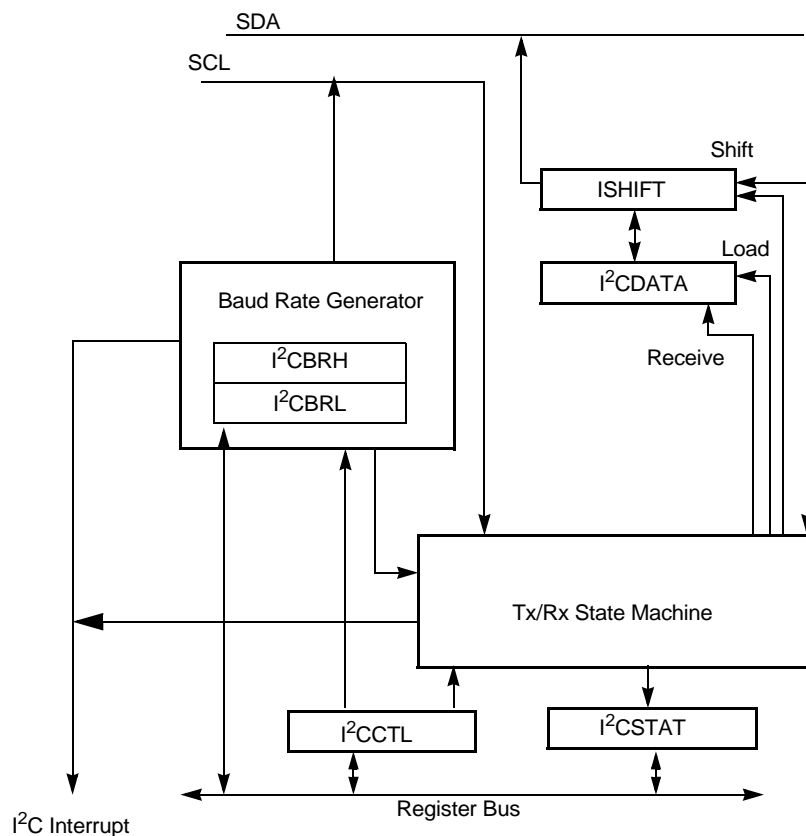 SDA
SCL
Shift
ISHIFT
Load
I²CDATA
Baud Rate Generator
Receive
I²CBRH
I²CBRL
Tx/Rx State Machine
I²CCTL
I²CSTAT
Register Bus
I²C Interrupt